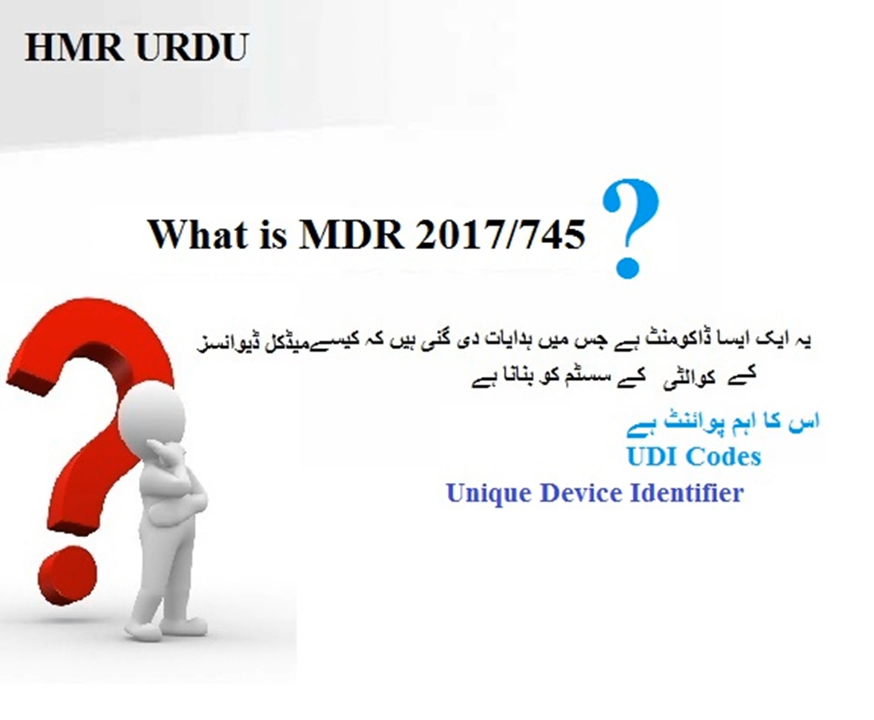 HMR URDU
What is MDR 2017/745 ?
یہ ایک ایسا ڈاکومنٹ ہے جس میں ہدایات دی گئی ہیں کہ کیسے میڈکل ڈیوائسز
کے کوالٹی کے سسٹم کو بنانا ہے
اس کا اہم پوائنٹ ہے
UDI Codes
Unique Device Identifier